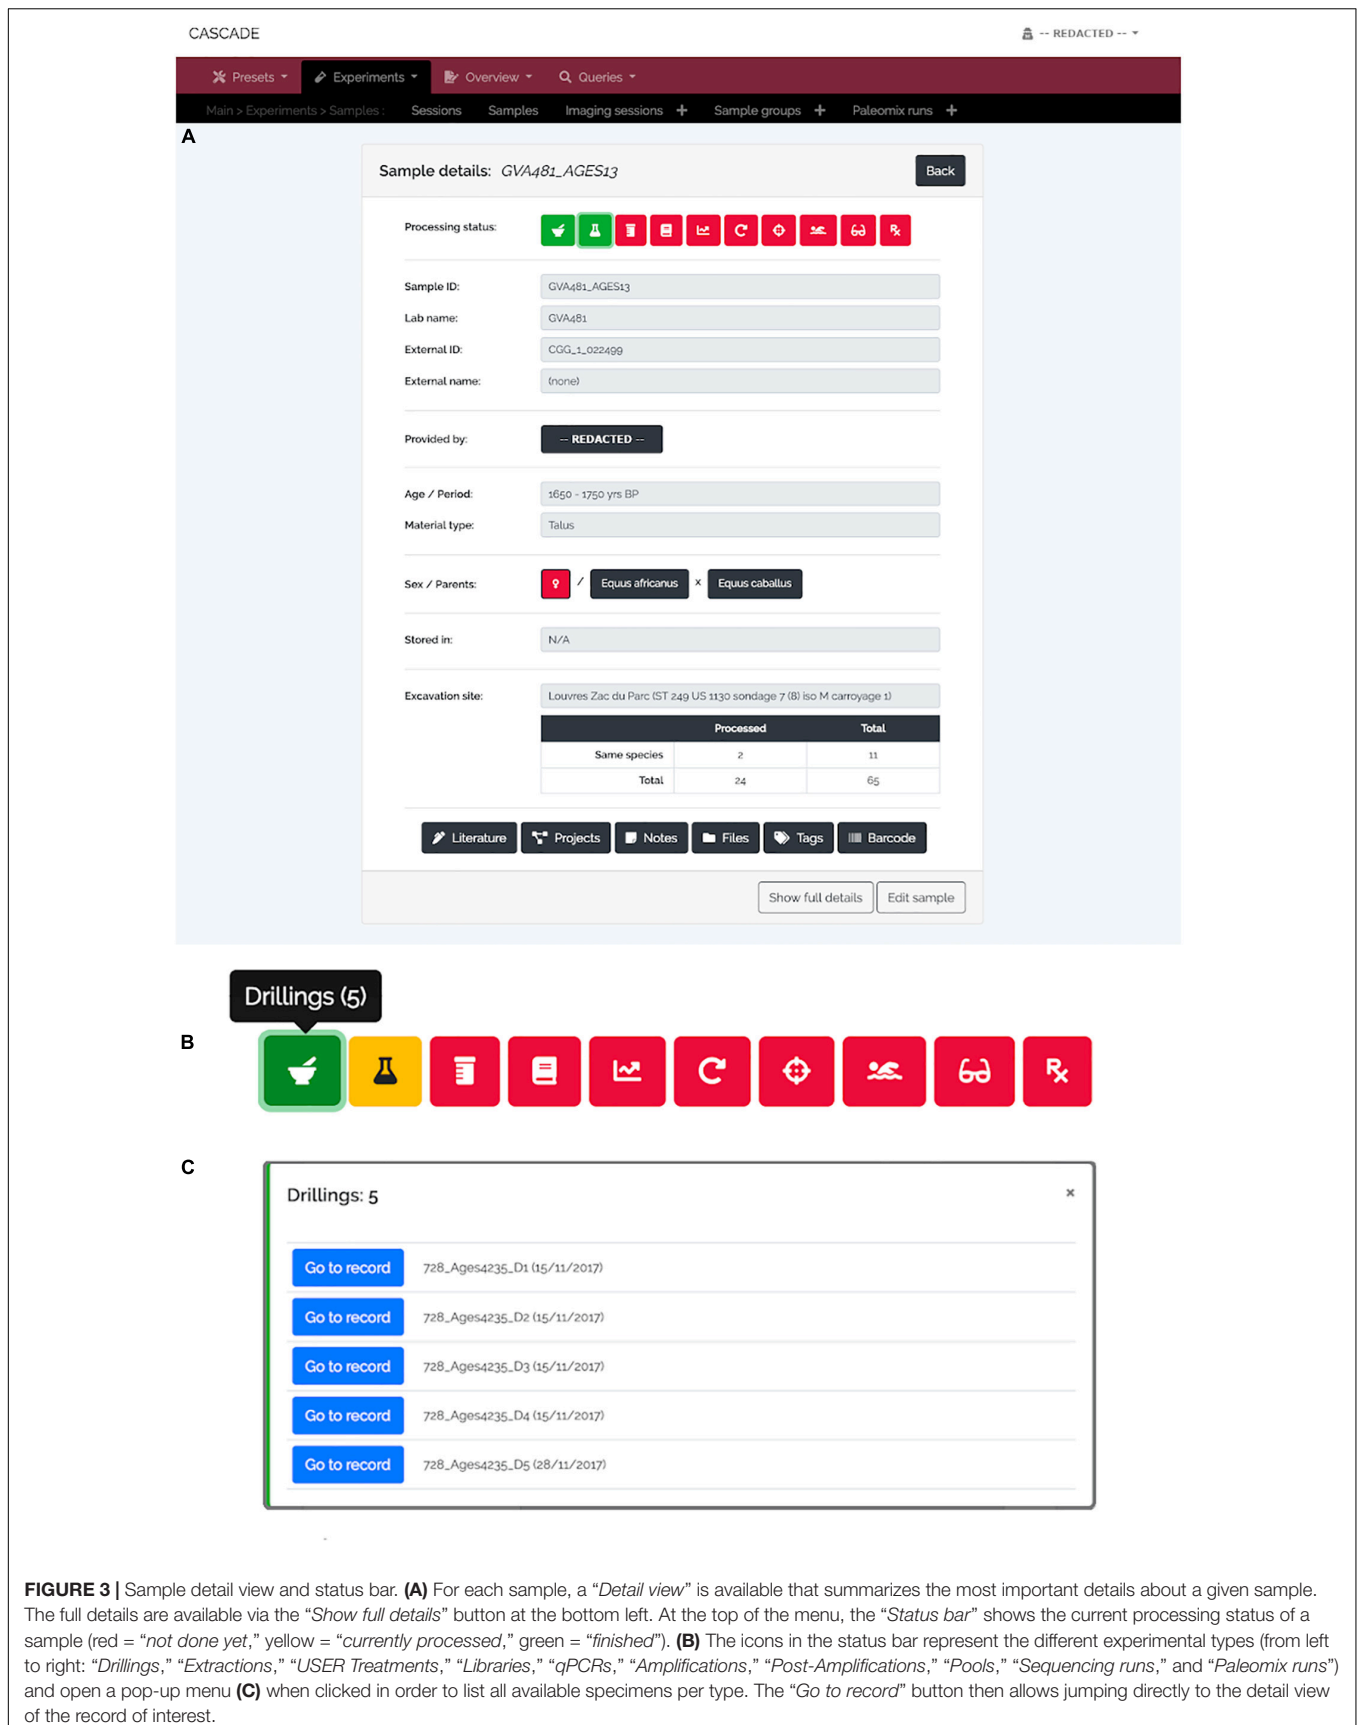 CASCADE
-- REDACTED --
Presets Experiments Overview Queries
Main > Experiments > Samples : Sessions Samples Imaging sessions + Sample groups + Paleomix runs +
A
Sample details: GVA481_AGES13 Back
Processing status:
Sample ID: GVA481_AGES13
Lab name: GVA481
External ID: CGG_1_022499
External name: (none)
Provided by: -- REDACTED --
Age / Period: 1650 - 1750 yrs BP
Material type: Talus
Sex / Parents: ♀ / Equus africanus x Equus caballus
Stored in: N/A
Excavation site: Louvres Zac du Parc (ST 249 US 1130 sondage 7 (8) iso M carroyage 1)
Processed Total
Same species 2 11
Total 24 65
Literature Projects Notes Files Tags Barcode
Show full details Edit sample
Drillings (5)
B
C
Drillings: 5 ×
Go to record 728_Ages4235_D1 (15/11/2017)
Go to record 728_Ages4235_D2 (15/11/2017)
Go to record 728_Ages4235_D3 (15/11/2017)
Go to record 728_Ages4235_D4 (15/11/2017)
Go to record 728_Ages4235_D5 (28/11/2017)
FIGURE 3 | Sample detail view and status bar. (A) For each sample, a “Detail view” is available that summarizes the most important details about a given sample.
The full details are available via the “Show full details” button at the bottom left. At the top of the menu, the “Status bar” shows the current processing status of a
sample (red = “not done yet,” yellow = “currently processed,” green = “finished”). (B) The icons in the status bar represent the different experimental types (from left
to right: “Drillings,” “Extractions,” “USER Treatments,” “Libraries,” “qPCRs,” “Amplifications,” “Post-Amplifications,” “Pools,” “Sequencing runs,” and “Paleomix runs”)
and open a pop-up menu (C) when clicked in order to list all available specimens per type. The “Go to record” button then allows jumping directly to the detail view
of the record of interest.